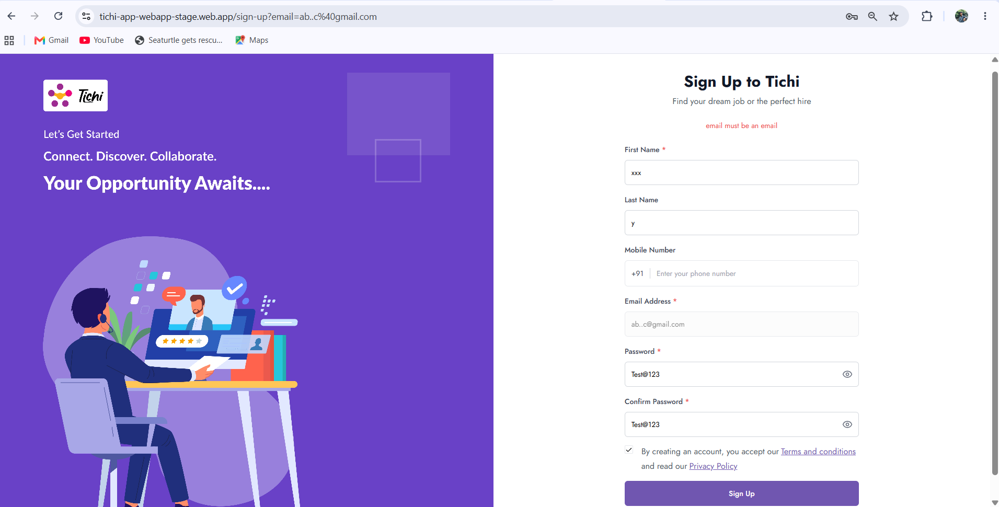 tichi-app-webapp-stage.web.app/sign-up?email=ab..c%40gmail.com
Gmail
YouTube
Seaturtle gets rescu...
Maps
Tichi
Let's Get Started
Connect. Discover. Collaborate.
Your Opportunity Awaits....
Sign Up to Tichi
Find your dream job or the perfect hire
email must be an email
First Name *
xxx
Last Name
y
Mobile Number
+91 Enter your phone number
Email Address *
ab..c@gmail.com
Password *
Test@123
Confirm Password *
Test@123
By creating an account, you accept our Terms and conditions
and read our Privacy Policy
Sign Up